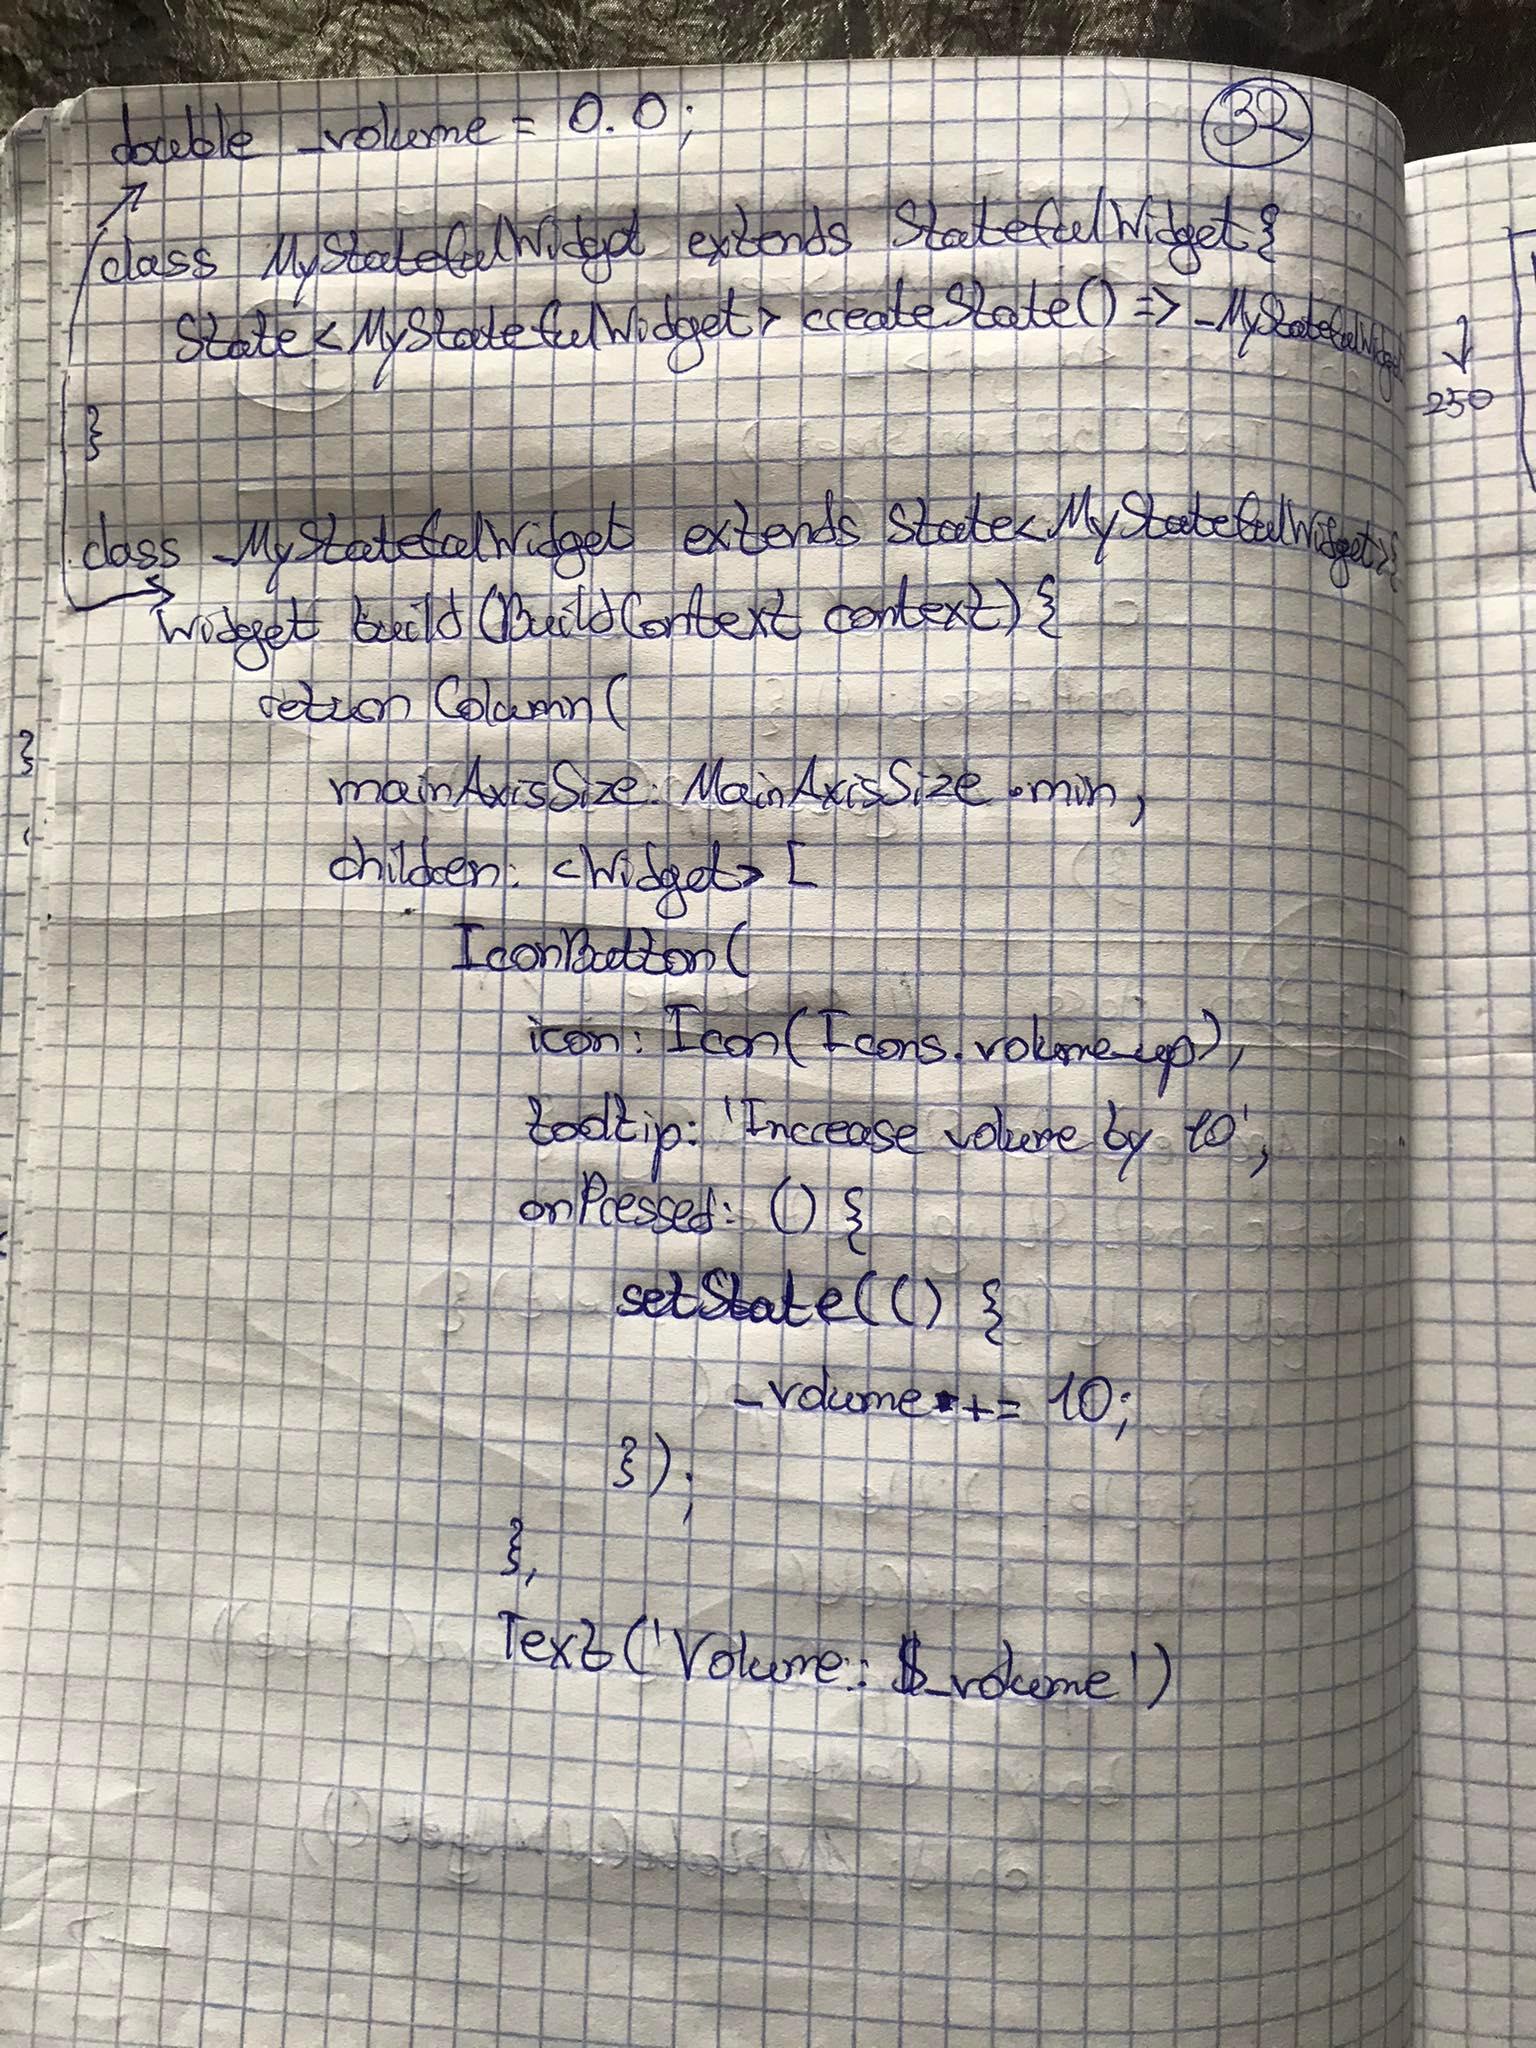 32
double _volume = 0.0;
class MyStatefulWidget extends StatefulWidget{
State<MyStatefulWidget> createState() => _MyStatefulWidget
}
class _MyStatefulWidget extends State<MyStatefulWidget>{
Widget build(BuildContext context){
return Column(
mainAxisSize: MainAxisSize.min,
children: <Widget> [
IconButton(
icon: Icon(Icons.volume_up),
tooltip: 'Increase volume by 10',
onPressed: () {
setState(() {
_volume += 10;
});
},
Text('Volume: $_volume')
}
250